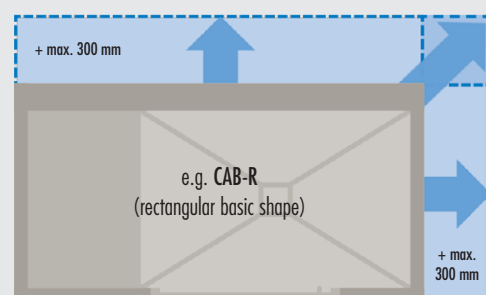 + max. 300 mm
e.g. CAB-R
(rectangular basic shape)
+ max.
300 mm